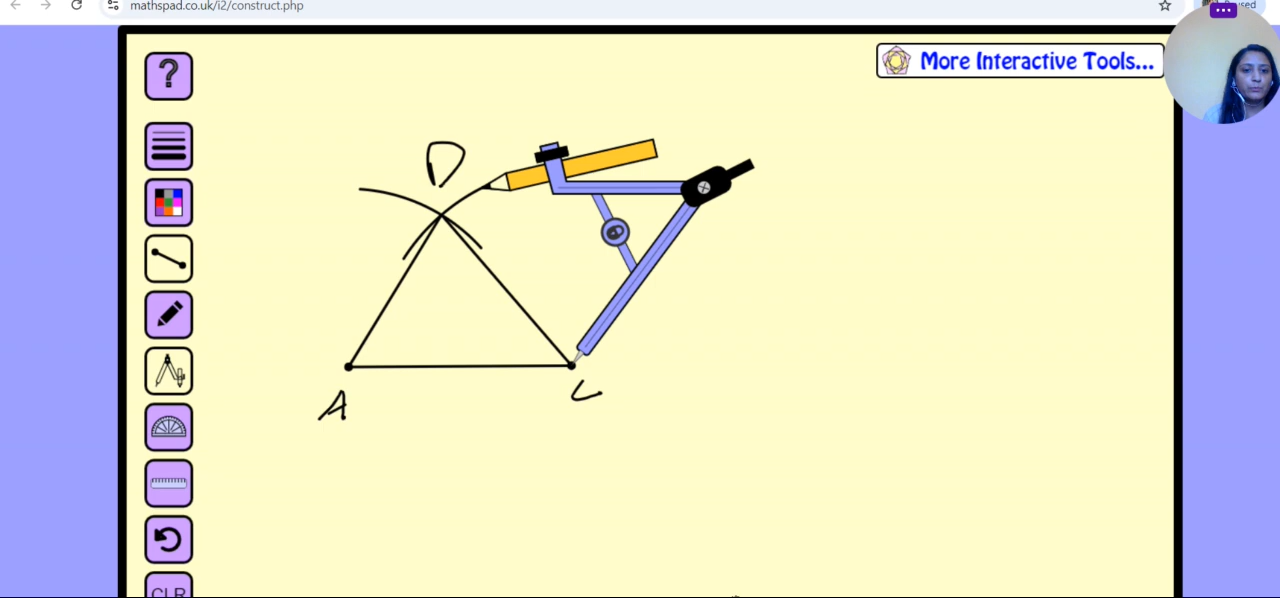 mathspad.co.uk/i2/construct.php
More Interactive Tools...
?
D
A
C
CLR